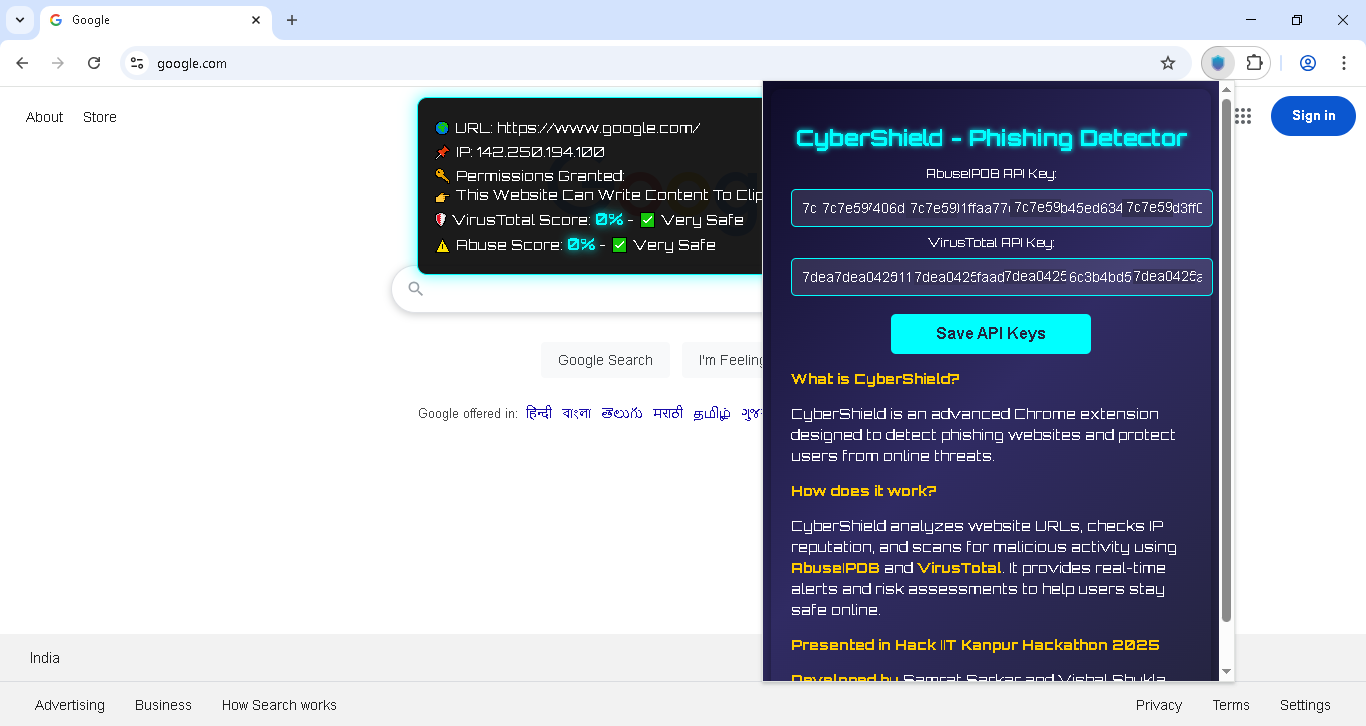 Google
google.com
About
Store
Sign in
URL: https://www.google.com/
IP: 142.250.194.100
Permissions Granted:
This Website Can Write Content To Clip
VirusTotal Score: 0% - ✅ Very Safe
Abuse Score: 0% - ✅ Very Safe
Google Search
I'm Feeling
Google offered in: हिन्दी বাংলা తెలుగు मराठी தமிழ்
CyberShield - Phishing Detector
AbuseIPDB API Key:
VirusTotal API Key:
Save API Keys
What is CyberShield?
CyberShield is an advanced Chrome extension
designed to detect phishing websites and protect
users from online threats.
How does it work?
CyberShield analyzes website URLs, checks IP
reputation, and scans for malicious activity using
AbuseIPDB and VirusTotal. It provides real-time
alerts and risk assessments to help users stay
safe online.
Presented in Hack IIT Kanpur Hackathon 2025
Developed by Samrat Sarkar and Vishal Shukla
India
Advertising
Business
How Search works
Privacy
Terms
Settings